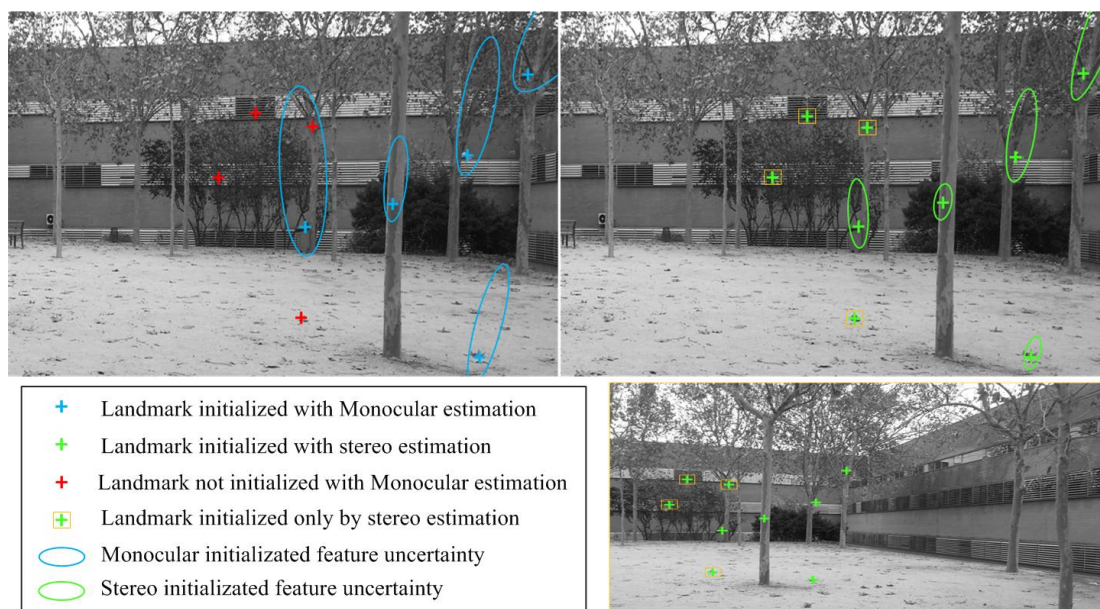 Landmark initialized with Monocular estimation
Landmark initialized with stereo estimation
Landmark not initialized with Monocular estimation
Landmark initialized only by stereo estimation
Monocular initializated feature uncertainty
Stereo initializated feature uncertainty